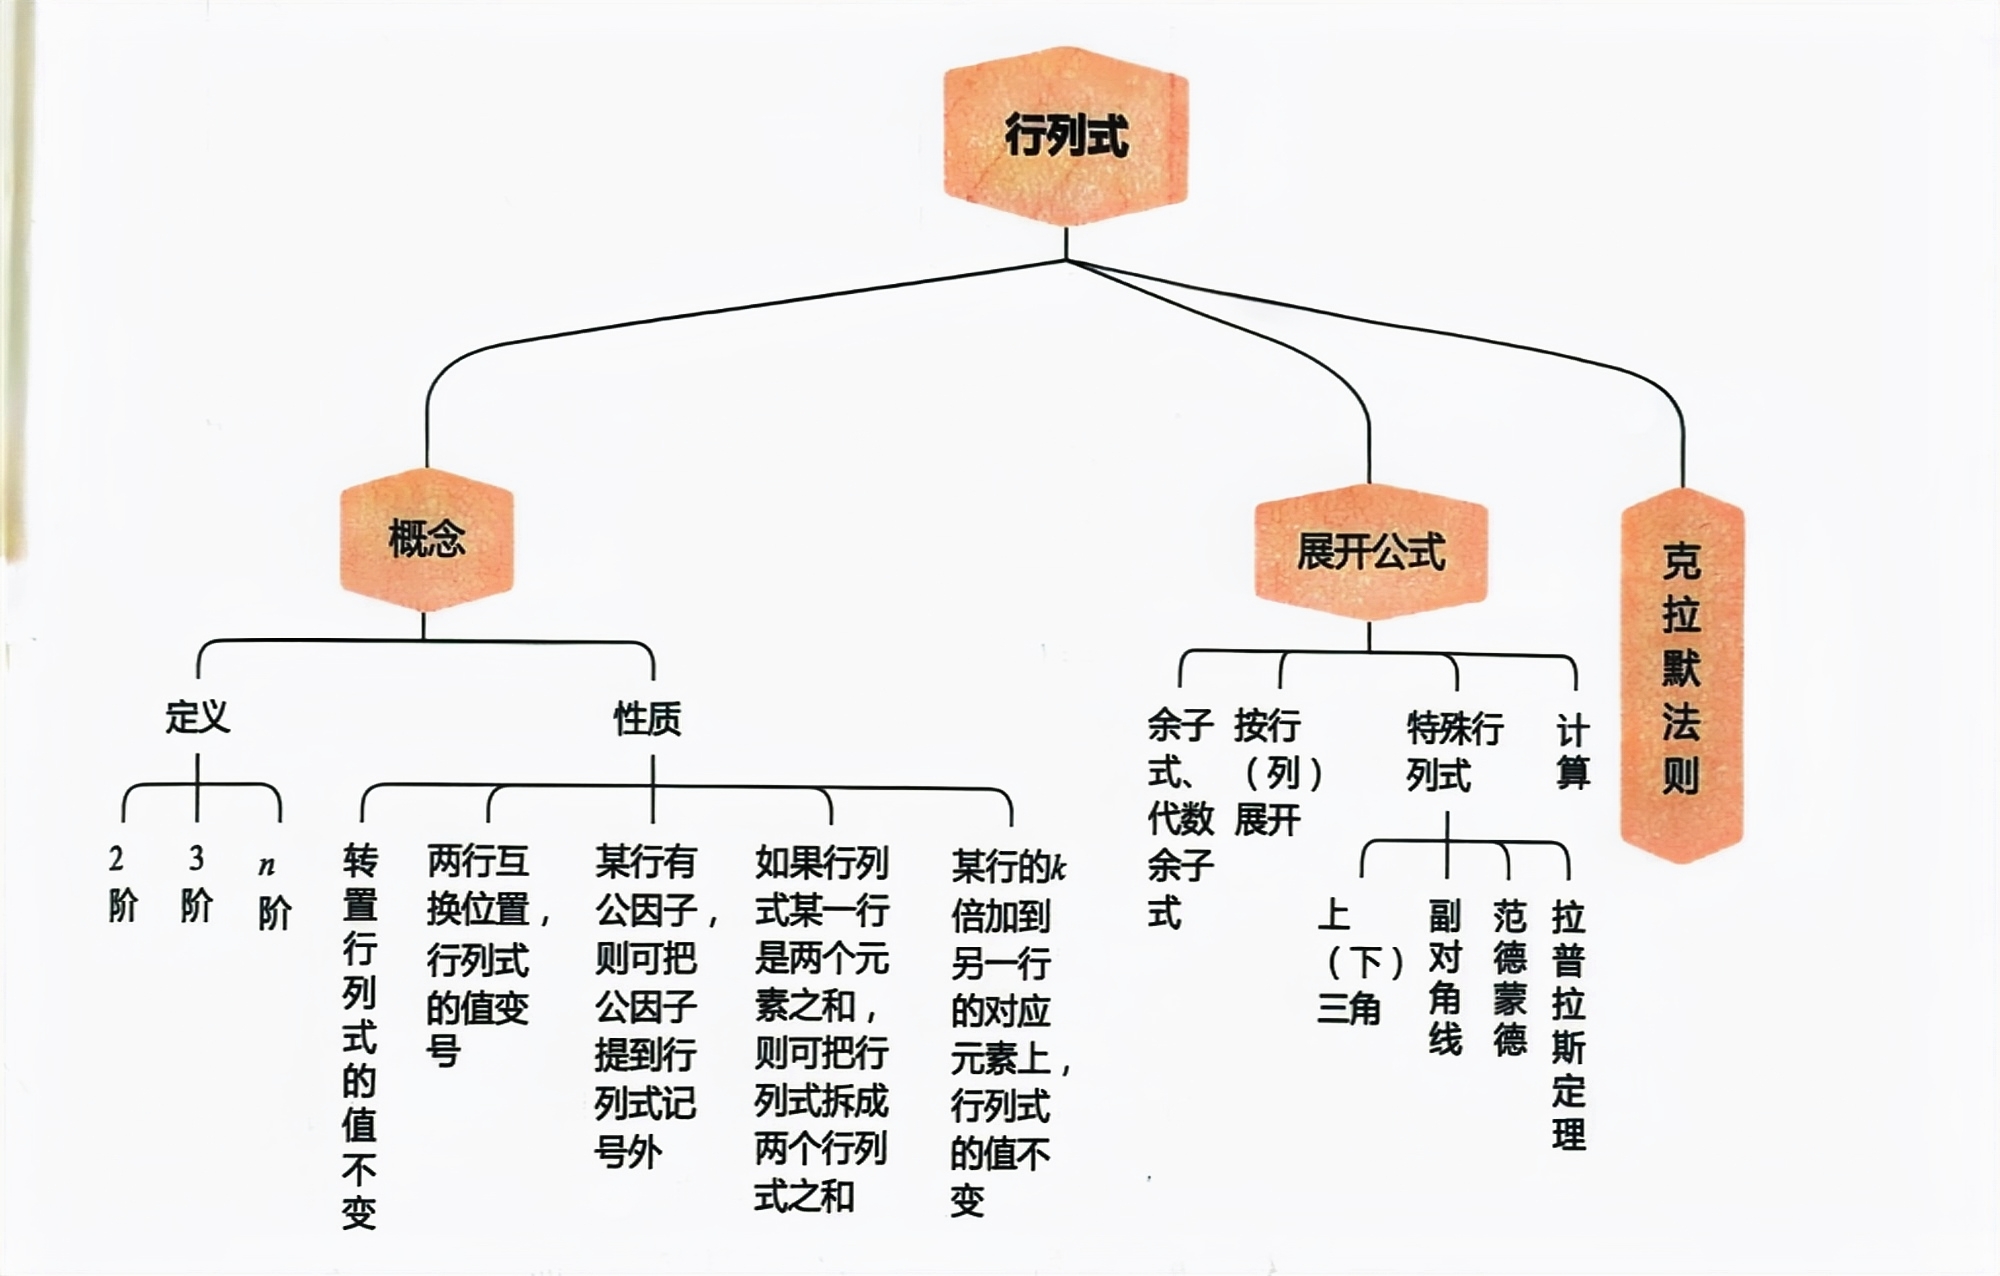 行列式
概念
展开公式
克拉默法则
定义
性质
余子
式、
代数
余子
式
按行
（列）
展开
特殊行
列式
计算
2
阶
3
阶
n
阶
转置行列式的值不变
两行互
换位置，
行列式
的值变
号
某行有
公因子，
则可把
公因子
提到行
列式记
号外
如果行列
式某一行
是两个元
素之和，
则可把行
列式拆成
两个行列
式之和
某行的k
倍加到
另一行
的对应
元素上，
行列式
的值不
变
上
（下）
三角
副对角线
范德蒙德
拉普拉斯定理